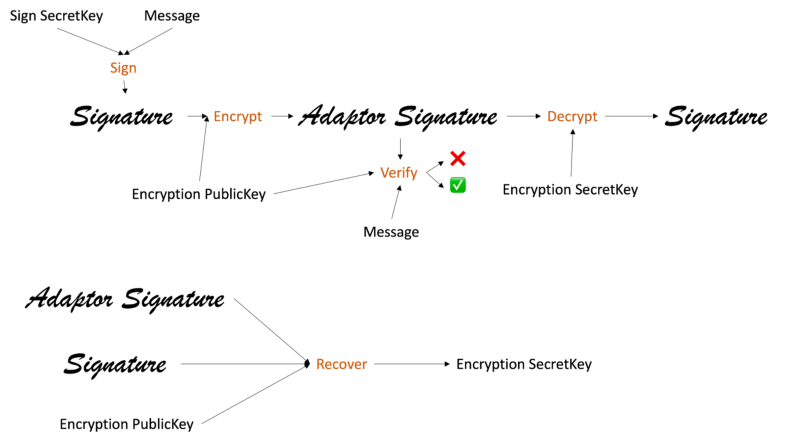 Sign SecretKey Message
Sign
Signature Encrypt Adaptor Signature Decrypt Signature
Verify
Encryption PublicKey Encryption SecretKey
Message
Adaptor Signature
Signature Recover Encryption SecretKey
Encryption PublicKey